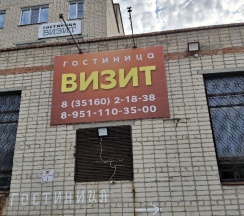 ГОСТИНИЦА
ВИЗИТ
ГОСТИНИЦА
ВИЗИТ
8 (35160) 2-18-38
8-951-110-35-00
ГОСТИНИЦА